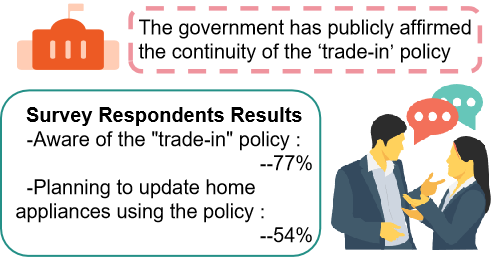 The government has publicly affirmed
the continuity of the ‘trade-in’ policy
Survey Respondents Results
-Aware of the "trade-in" policy :
--77%
-Planning to update home
appliances using the policy :
--54%